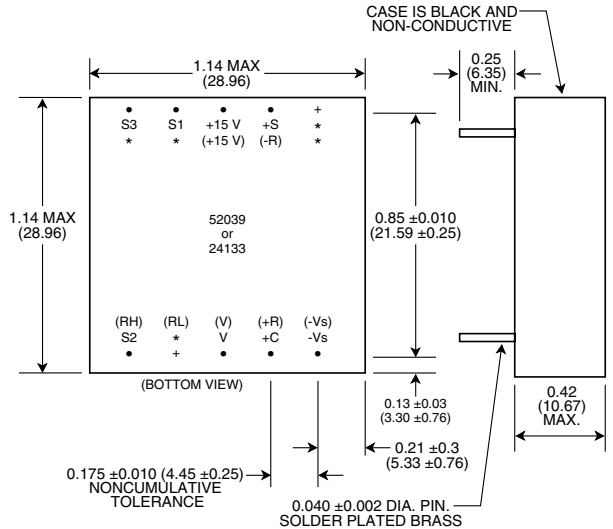 CASE IS BLACK AND
NON-CONDUCTIVE
1.14 MAX
(28.96)
0.25
(6.35)
MIN.
• • • • +
S3 S1 +15 V +S *
* * (+15 V) (-R) *
1.14 MAX
(28.96)
52039
or
24133
0.85 ±0.010
(21.59 ±0.25)
(RH) (RL) (V) (+R) (-Vs)
S2 * V +C -Vs
• + • • •
(BOTTOM VIEW)
0.13 ±0.03
(3.30 ±0.76)
0.42
(10.67)
MAX.
0.21 ±0.3
(5.33 ±0.76)
0.175 ±0.010 (4.45 ±0.25)
NONCUMULATIVE
TOLERANCE
0.040 ±0.002 DIA. PIN.
SOLDER PLATED BRASS